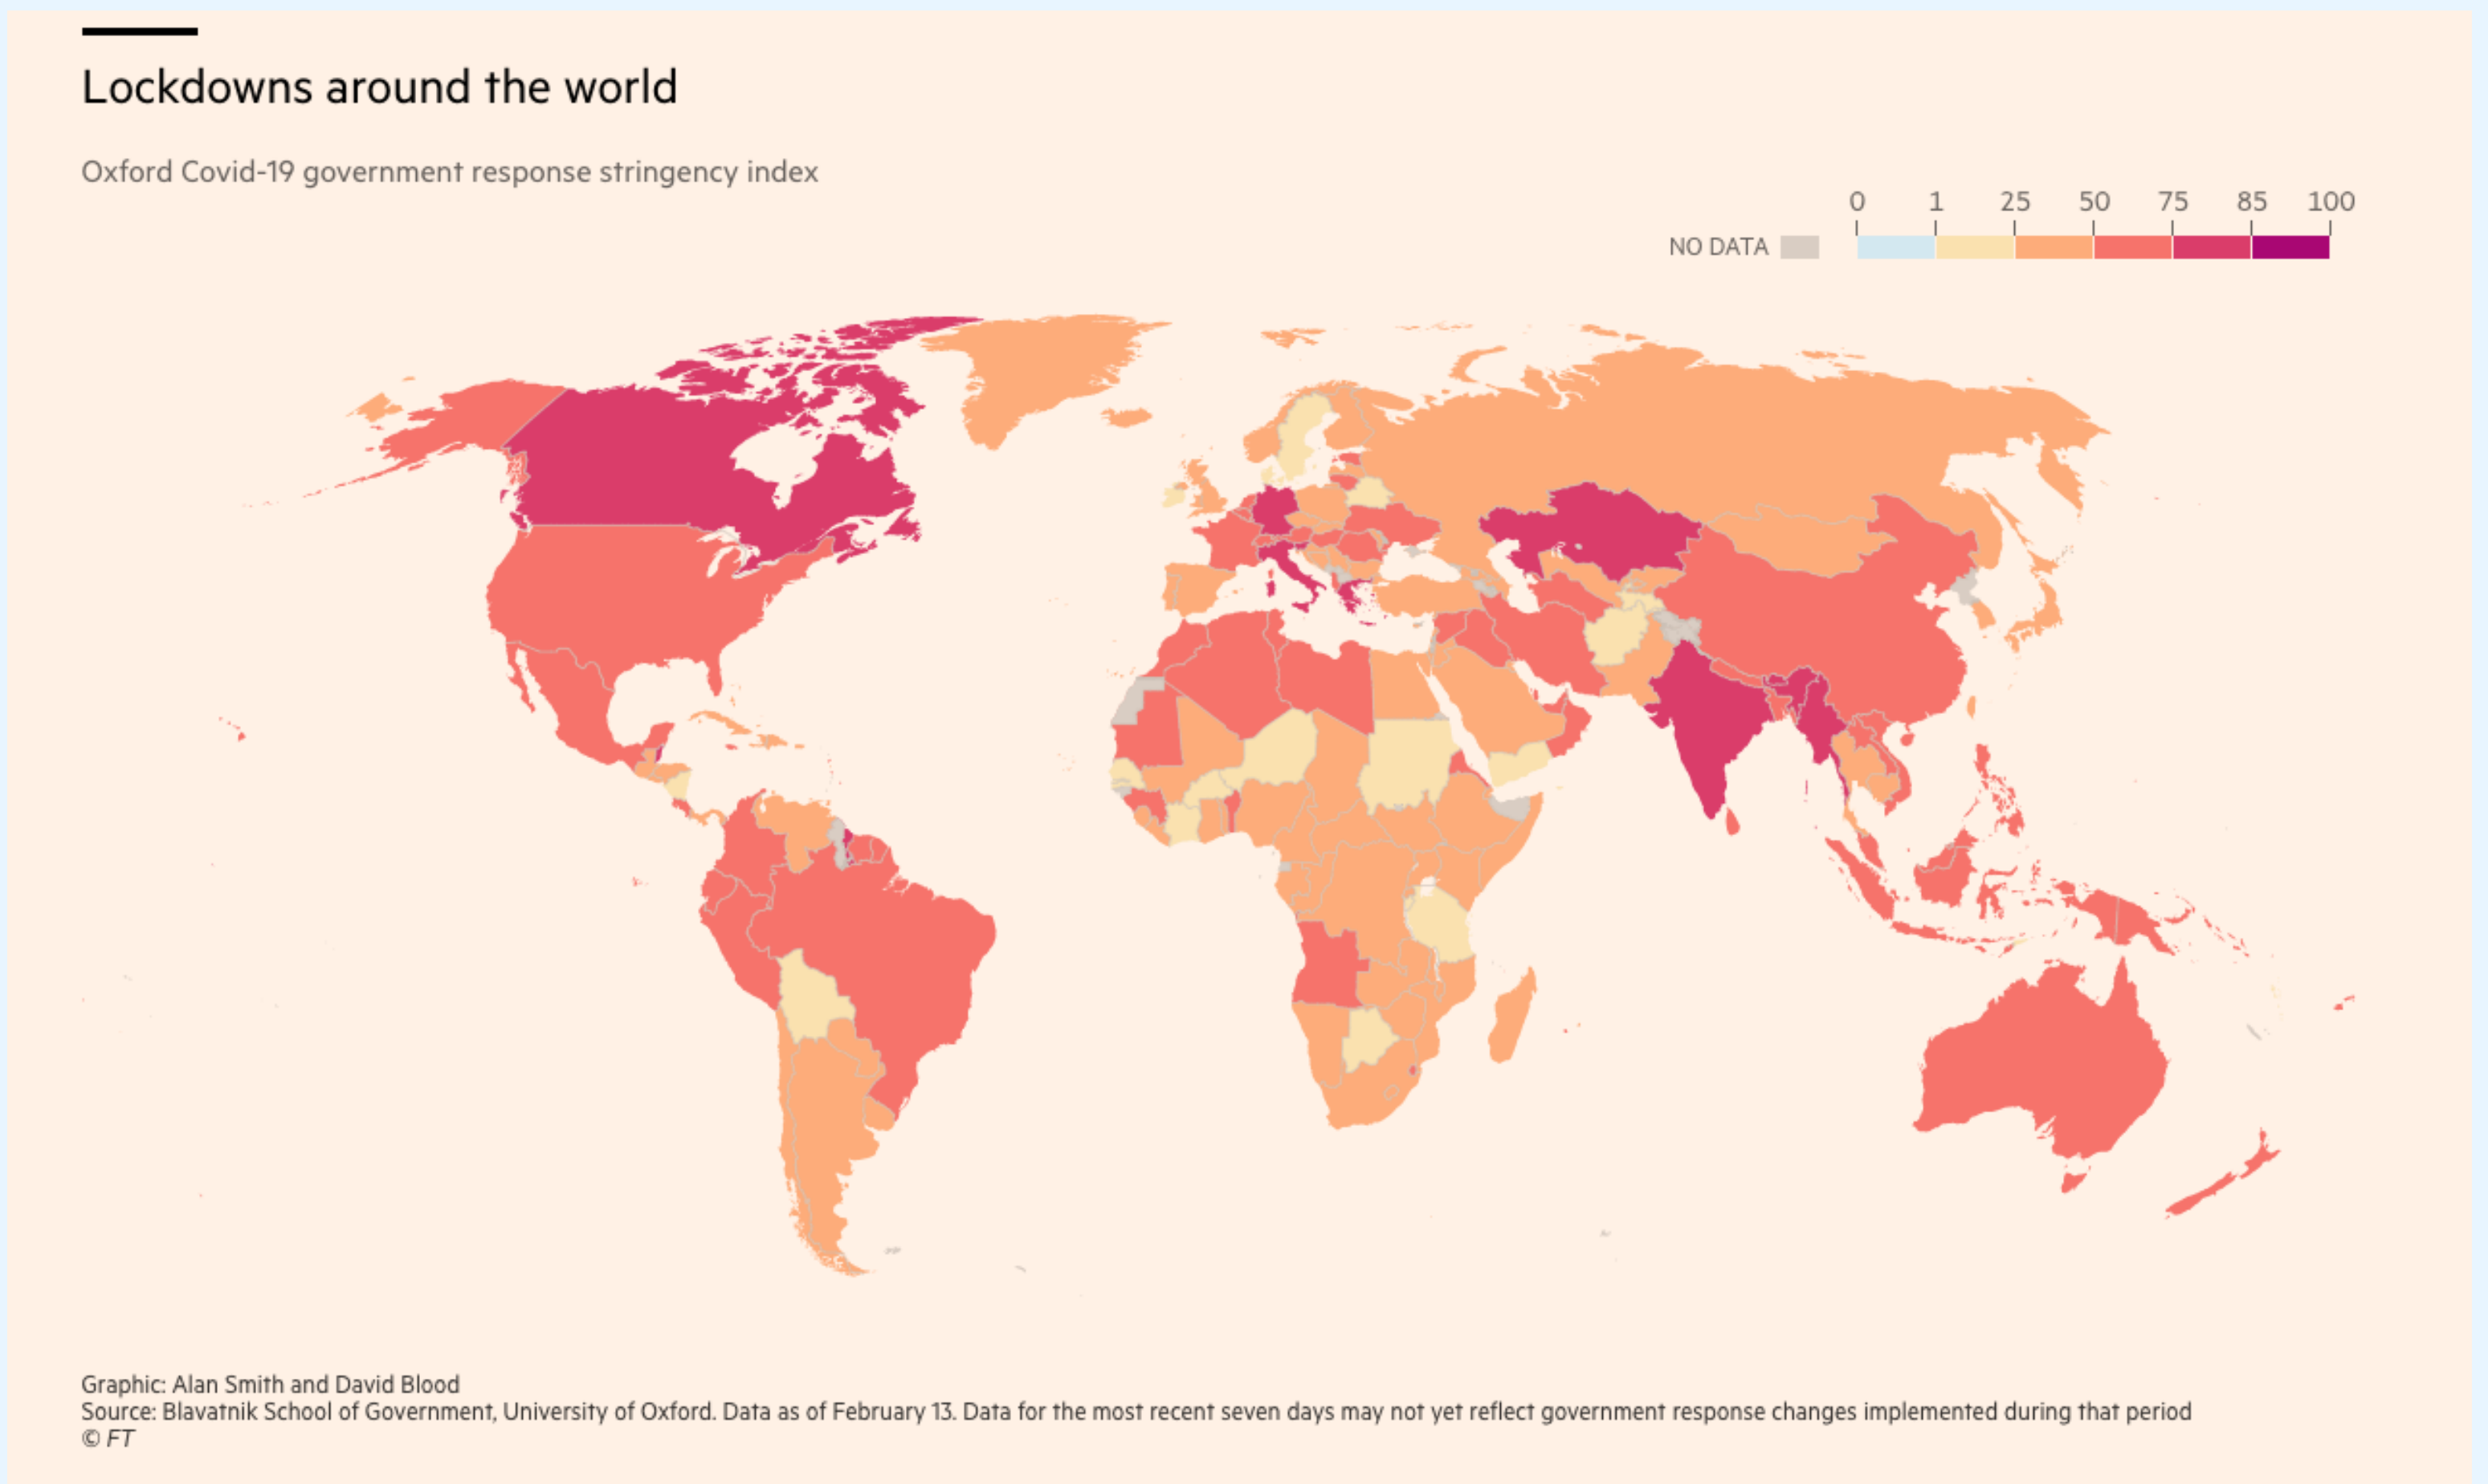 Lockdowns around the world
Oxford Covid-19 government response stringency index
0 1 25 50 75 85 100
NO DATA
Graphic: Alan Smith and David Blood
Source: Blavatnik School of Government, University of Oxford. Data as of February 13. Data for the most recent seven days may not yet reflect government response changes implemented during that period
© FT